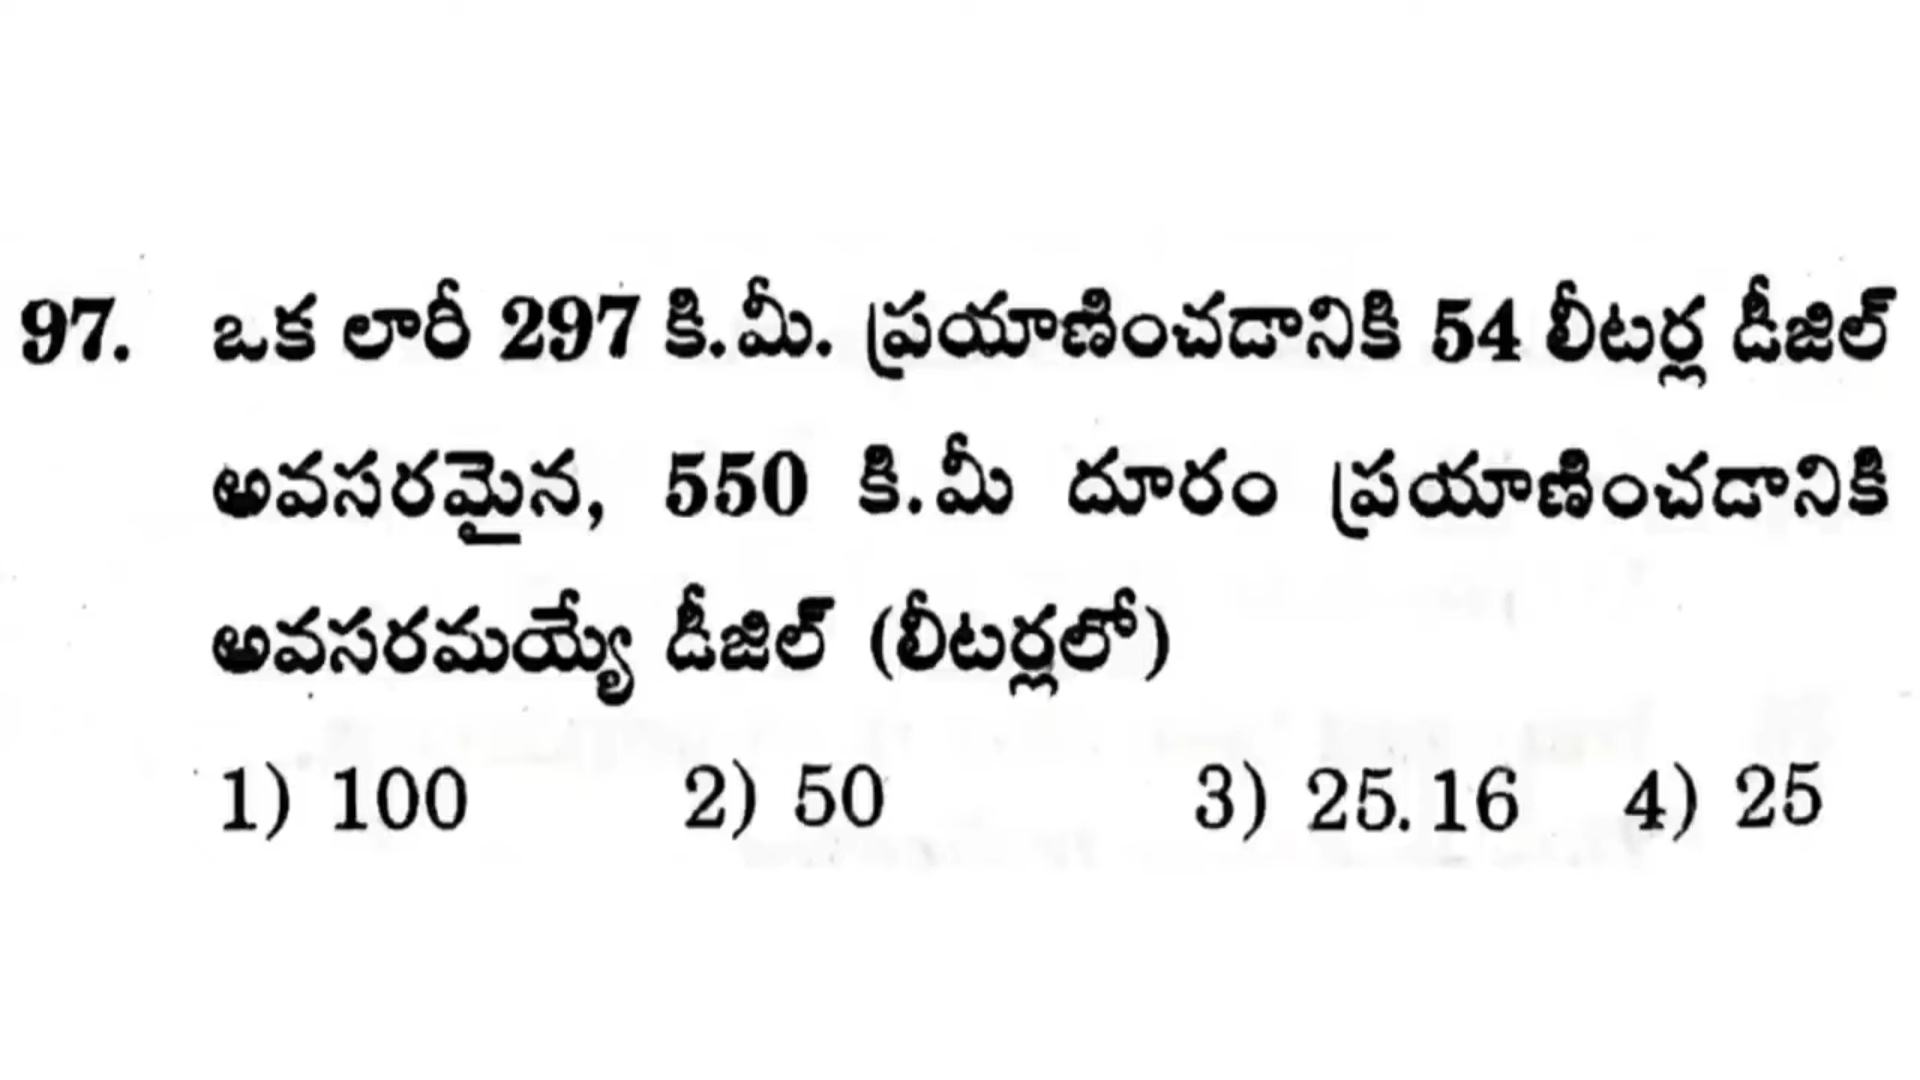 97. ఒక లారీ 297 కి.మీ. ప్రయాణించడానికి 54 లీటర్ల డీజిల్
అవసరమైన, 550 కి.మీ దూరం ప్రయాణించడానికి
అవసరమయ్యే డీజిల్ (లీటర్లలో)
1) 100 2) 50 3) 25.16 4) 25